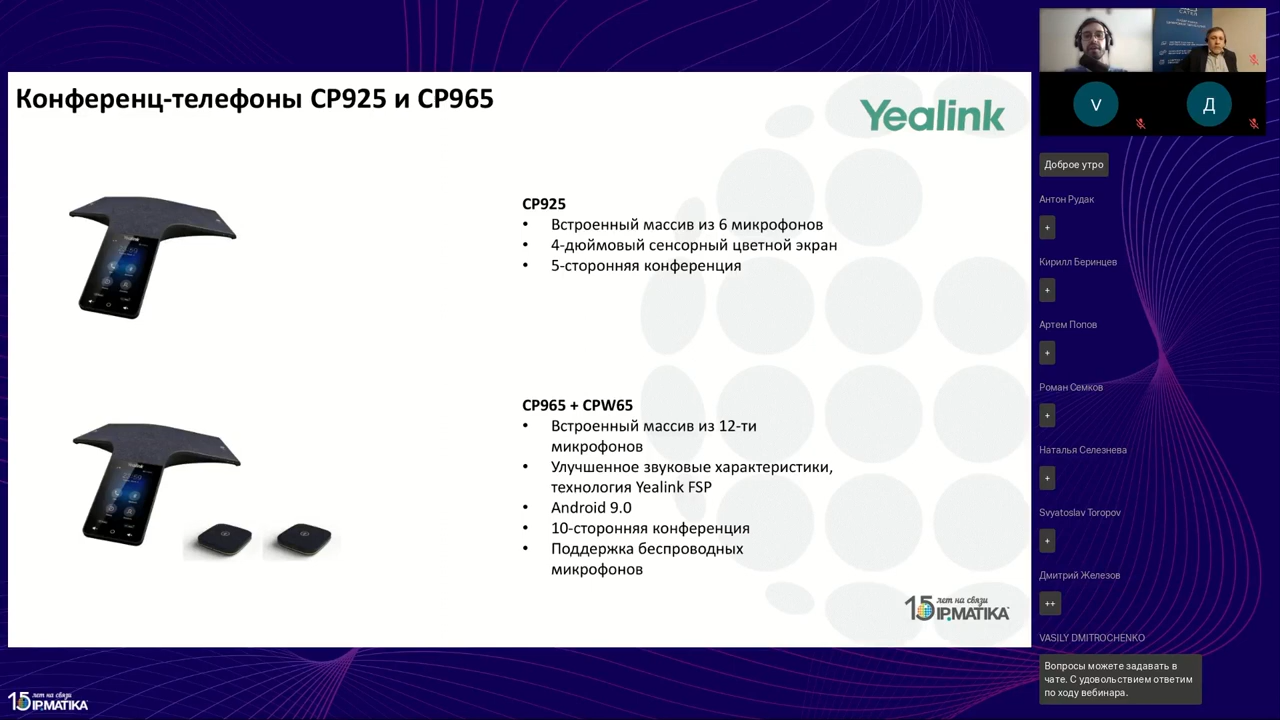 Конференц-телефоны CP925 и CP965
Yealink
CP925
• Встроенный массив из 6 микрофонов
• 4-дюймовый сенсорный цветной экран
• 5-сторонняя конференция
CP965 + CPW65
• Встроенный массив из 12-ти
микрофонов
• Улучшенное звуковые характеристики,
технология Yealink FSP
• Android 9.0
• 10-сторонняя конференция
• Поддержка беспроводных
микрофонов
15 лет на связи
IPMATIKA
15 лет на связи
IPMATIKA
V
Д
Доброе утро
Антон Рудак
+
Кирилл Беринцев
+
Артем Попов
+
Роман Семков
+
Наталья Селезнева
+
Svyatoslav Toropov
+
Дмитрий Железов
++
VASILY DMITROCHENKO
Вопросы можете задавать в
чате. С удовольствием ответим
по ходу вебинара.